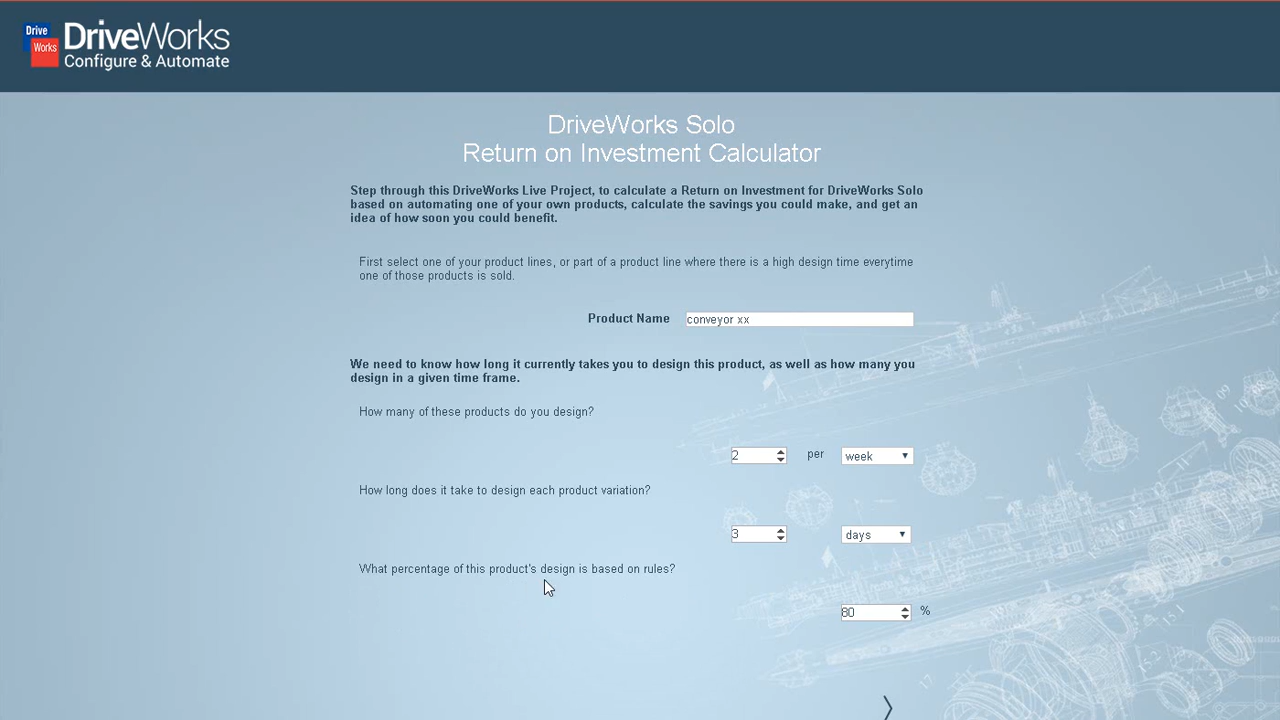 Drive
Works
DriveWorks
Configure & Automate
DriveWorks Solo
Return on Investment Calculator
Step through this DriveWorks Live Project, to calculate a Return on Investment for DriveWorks Solo
based on automating one of your own products, calculate the savings you could make, and get an
idea of how soon you could benefit.
First select one of your product lines, or part of a product line where there is a high design time everytime
one of those products is sold.
Product Name conveyor xx
We need to know how long it currently takes you to design this product, as well as how many you
design in a given time frame.
How many of these products do you design?
2 per week
How long does it take to design each product variation?
3 days
What percentage of this product's design is based on rules?
80 %